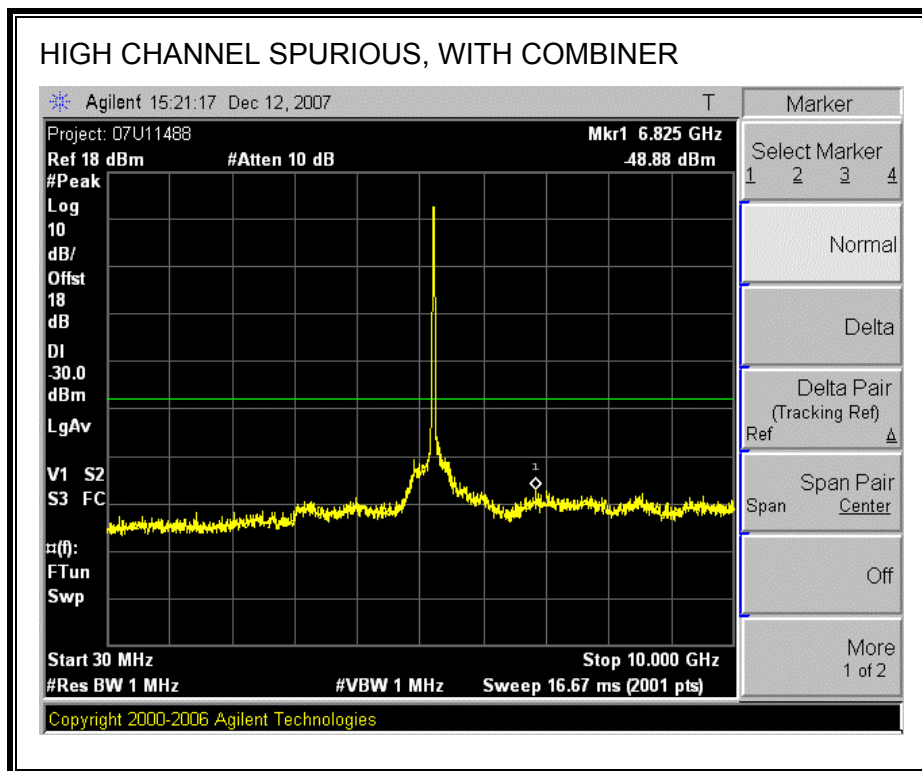 HIGH CHANNEL SPURIOUS, WITH COMBINER
Agilent 15:21:17 Dec 12, 2007 T
Project: 07U11488 Mkr1 6.825 GHz
Ref 18 dBm #Atten 10 dB -48.88 dBm
#Peak
Log
10
dB/
Offst
18
dB
DI
-30.0
dBm
LgAv
V1 S2
S3 FC
¤(f):
FTun
Swp
1
Start 30 MHz Stop 10.000 GHz
#Res BW 1 MHz #VBW 1 MHz Sweep 16.67 ms (2001 pts)
Copyright 2000-2006 Agilent Technologies
Marker
Select Marker
1 2 3 4
Normal
Delta
Delta Pair
(Tracking Ref)
Ref Δ
Span Pair
Span Center
Off
More
1 of 2